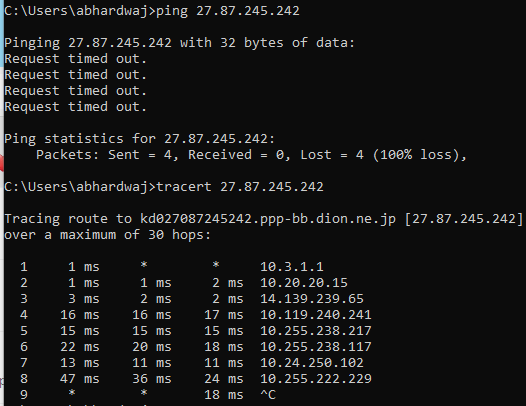 C:\Users\abhardwaj>ping 27.87.245.242
Pinging 27.87.245.242 with 32 bytes of data:
Request timed out.
Request timed out.
Request timed out.
Request timed out.
Ping statistics for 27.87.245.242:
    Packets: Sent = 4, Received = 0, Lost = 4 (100% loss),
C:\Users\abhardwaj>tracert 27.87.245.242
Tracing route to kd027087245242.ppp-bb.dion.ne.jp [27.87.245.242]
over a maximum of 30 hops:
  1     1 ms     *        *     10.3.1.1
  2     1 ms     1 ms     2 ms  10.20.20.15
  3     3 ms     2 ms     2 ms  14.139.239.65
  4    16 ms    16 ms    17 ms  10.119.240.241
  5    15 ms    15 ms    15 ms  10.255.238.217
  6    22 ms    20 ms    18 ms  10.255.238.117
  7    13 ms    11 ms    11 ms  10.24.250.102
  8    47 ms    36 ms    24 ms  10.255.222.229
  9     *        *       18 ms  ^C